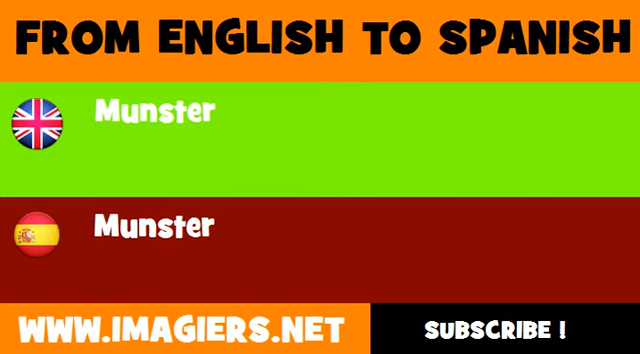 FROM ENGLISH TO SPANISH
Munster
Munster
WWW.IMAGIERS.NET
SUBSCRIBE !